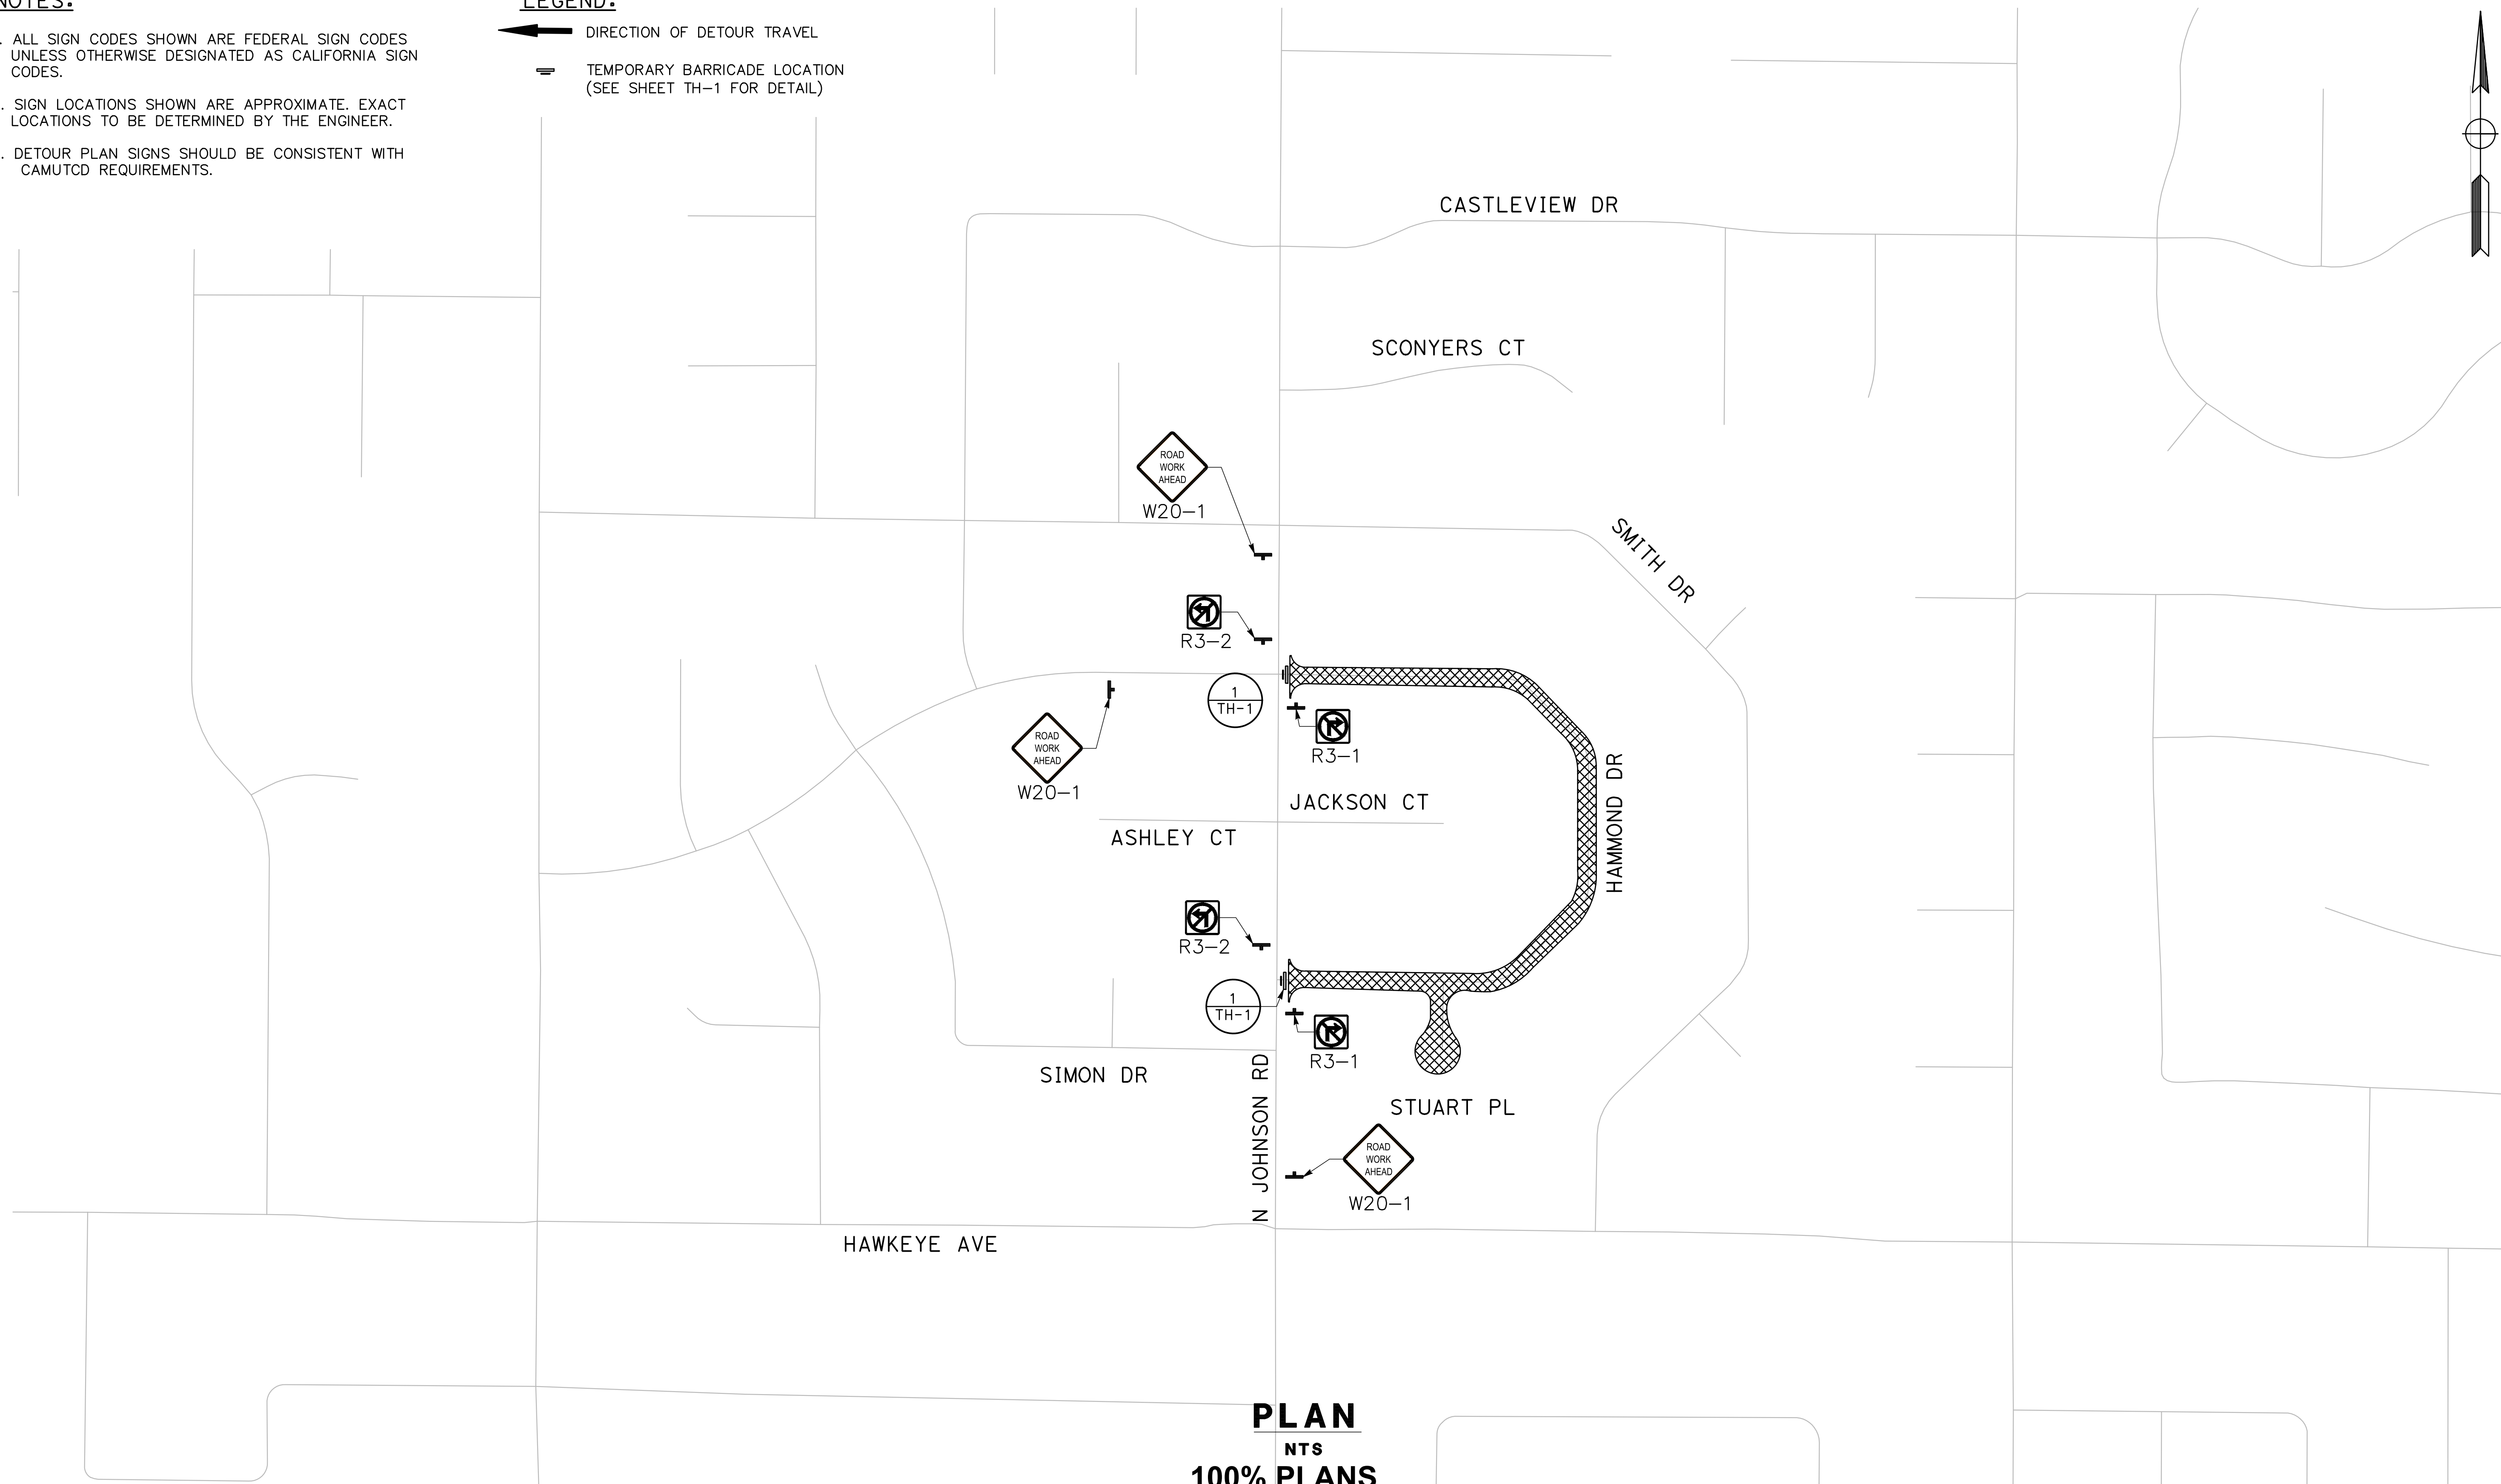 NOTES:
. ALL SIGN CODES SHOWN ARE FEDERAL SIGN CODES
UNLESS OTHERWISE DESIGNATED AS CALIFORNIA SIGN
CODES.
. SIGN LOCATIONS SHOWN ARE APPROXIMATE. EXACT
LOCATIONS TO BE DETERMINED BY THE ENGINEER.
. DETOUR PLAN SIGNS SHOULD BE CONSISTENT WITH
CAMUTCD REQUIREMENTS.
LEGEND:
DIRECTION OF DETOUR TRAVEL
TEMPORARY BARRICADE LOCATION
(SEE SHEET TH-1 FOR DETAIL)
CASTLEVIEW DR
SCONYERS CT
ROAD
WORK
AHEAD
W20-1
SMITH DR
R3-2
1
TH-1
R3-1
ROAD
WORK
AHEAD
W20-1
HAMMOND DR
JACKSON CT
ASHLEY CT
R3-2
1
TH-1
R3-1
SIMON DR
N JOHNSON RD
STUART PL
ROAD
WORK
AHEAD
W20-1
HAWKEYE AVE
PLAN
NTS
100% PLANS